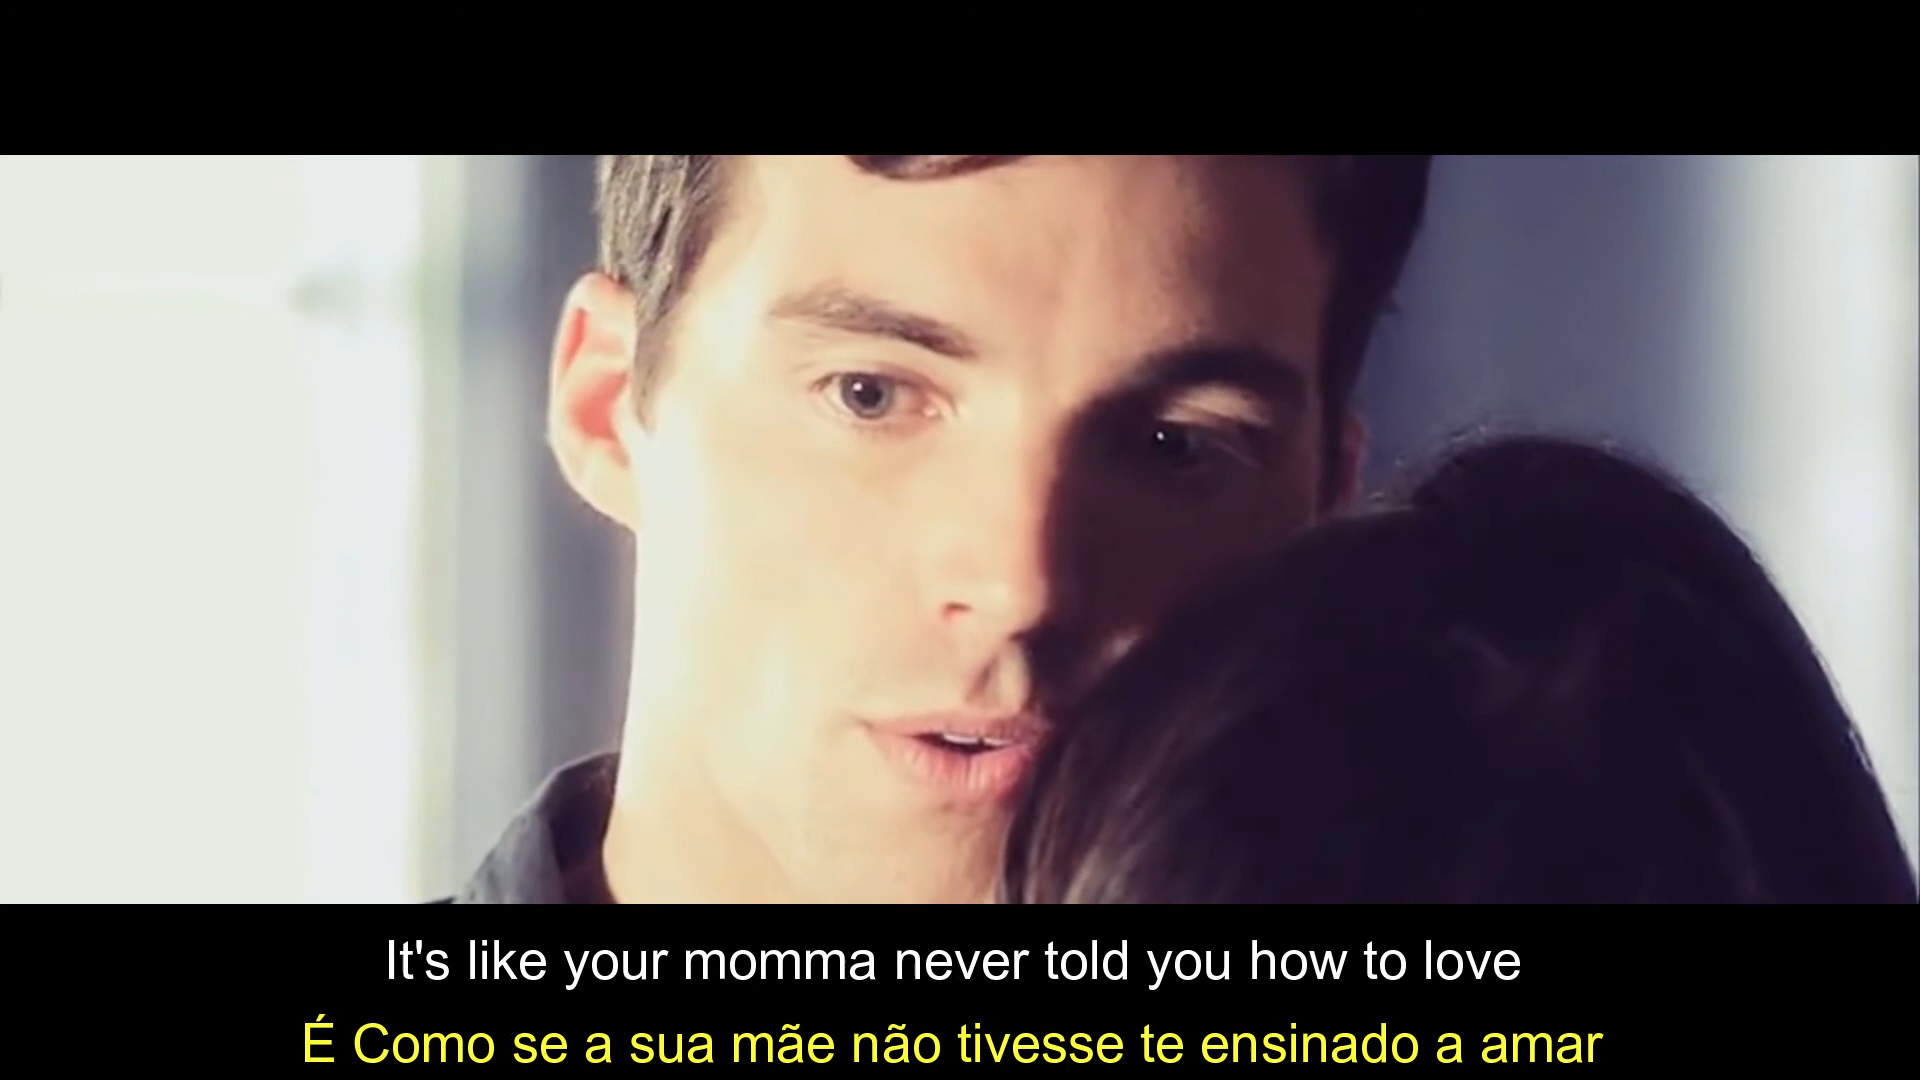 It's like your momma never told you how to love
É Como se a sua mãe não tivesse te ensinado a amar